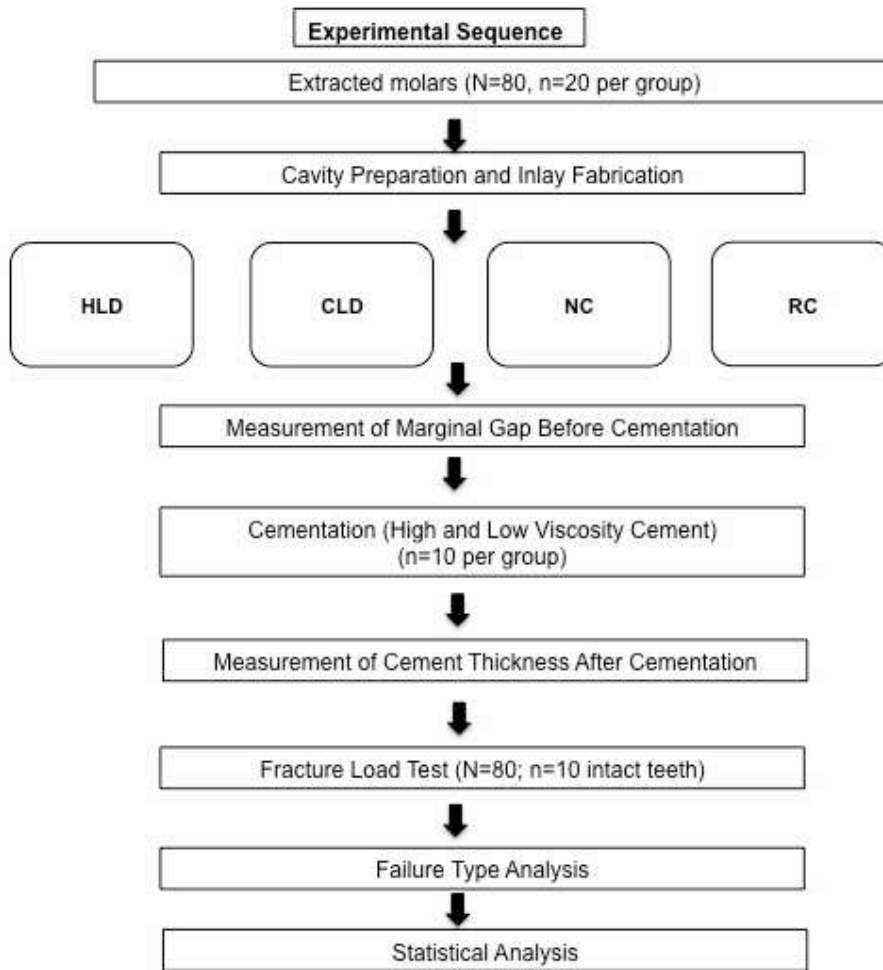 Experimental Sequence
Extracted molars (N=80, n=20 per group)
Cavity Preparation and Inlay Fabrication
HLD
CLD
NC
RC
Measurement of Marginal Gap Before Cementation
Cementation (High and Low Viscosity Cement)
(n=10 per group)
Measurement of Cement Thickness After Cementation
Fracture Load Test (N=80; n=10 intact teeth)
Failure Type Analysis
Statistical Analysis